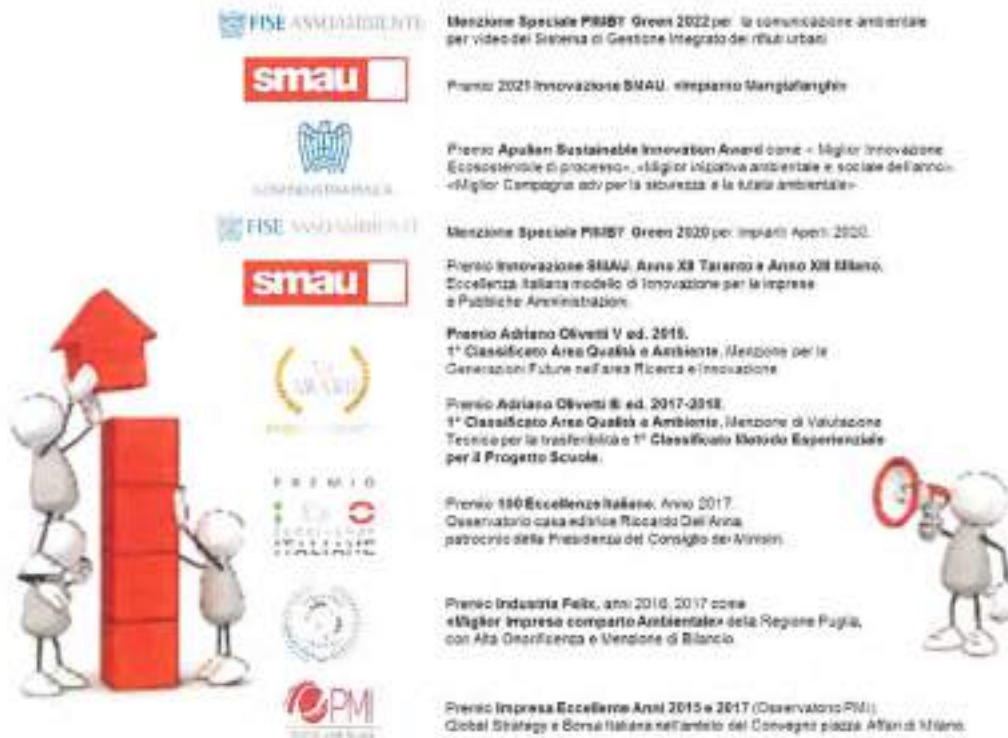 FISE ASSOAMBIENTE
Menzione Speciale PIMBY Green 2022 per la comunicazione ambientale
per video del Sistema di Gestione Integrato dei rifiuti urbani
smau
Premio 2021 Innovazione SMAU. «Impianto Mangiafanghi»
CONFINDUSTRIA PUGLIA
Premio Apulian Sustainable Innovation Award come « Miglior Innovazione
Ecosostenibile di processo», «Miglior iniziativa ambientale e sociale dell'anno»,
«Miglior Campagna adv per la sicurezza e la tutela ambientale»
FISE ASSOAMBIENTE
Menzione Speciale PIMBY Green 2020 per Impianti Aperti 2020.
smau
Premio Innovazione SMAU. Anno XII Taranto e Anno XIII Milano.
Eccellenza italiana modello di Innovazione per le imprese
e Pubbliche Amministrazioni.
AWARD
Premio Adriano Olivetti V ed. 2019.
1° Classificato Area Qualità e Ambiente, Menzione per le
Generazioni Future nell'area Ricerca e Innovazione
Premio Adriano Olivetti III ed. 2017-2018.
1° Classificato Area Qualità e Ambiente, Menzione di Valutazione
Tecnica per la trasferibilità e 1° Classificato Metodo Esperienziale
per il Progetto Scuole.
PREMIO
ITALIANE
Premio 100 Eccellenze Italiane. Anno 2017.
Osservatorio casa editrice Riccardo Dell'Anna,
patrocinio della Presidenza del Consiglio dei Ministri.
Premio Industria Felix, anni 2016, 2017 come
«Miglior Impresa comparto Ambientale» della Regione Puglia,
con Alta Onorificenza e Menzione di Bilancio.
PMI
Premio Impresa Eccellente Anni 2015 e 2017 (Osservatorio PMI).
Global Strategy e Borsa Italiana nell'ambito del Convegno piazza Affari di Milano.